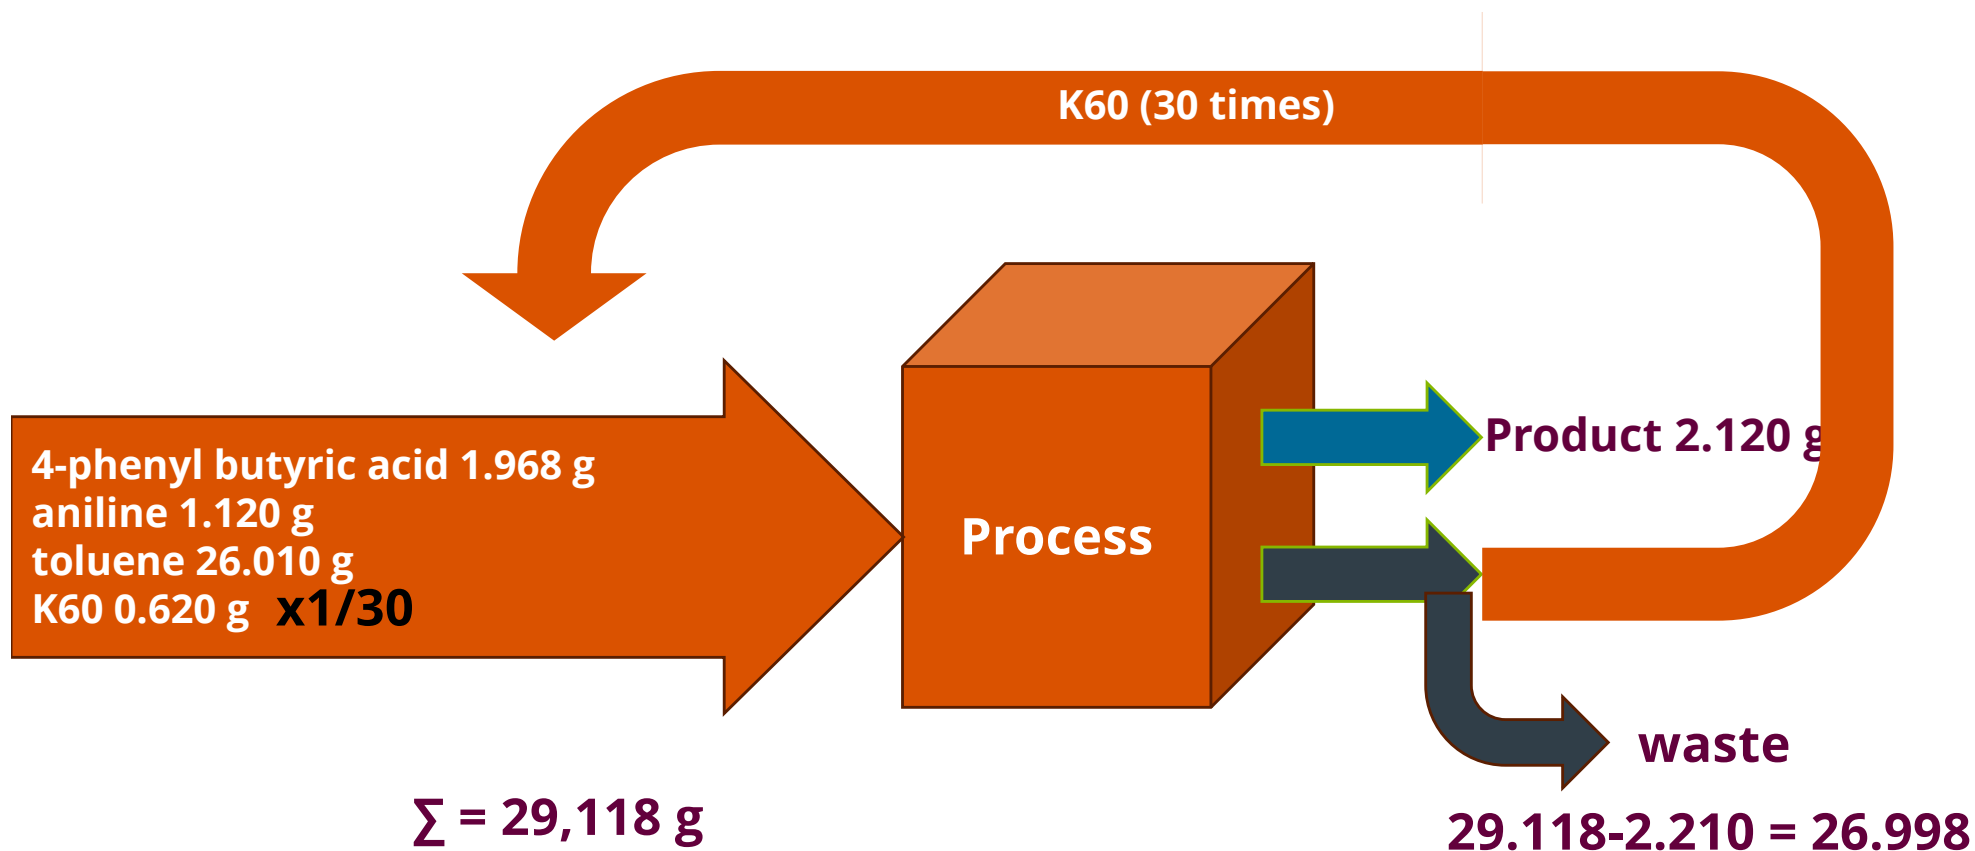 K60 (30 times)
4-phenyl butyric acid 1.968 g
aniline 1.120 g
toluene 26.010 g
K60 0.620 g x1/30
Process
Product 2.120 g
waste
∑ = 29,118 g
29.118-2.210 = 26.998